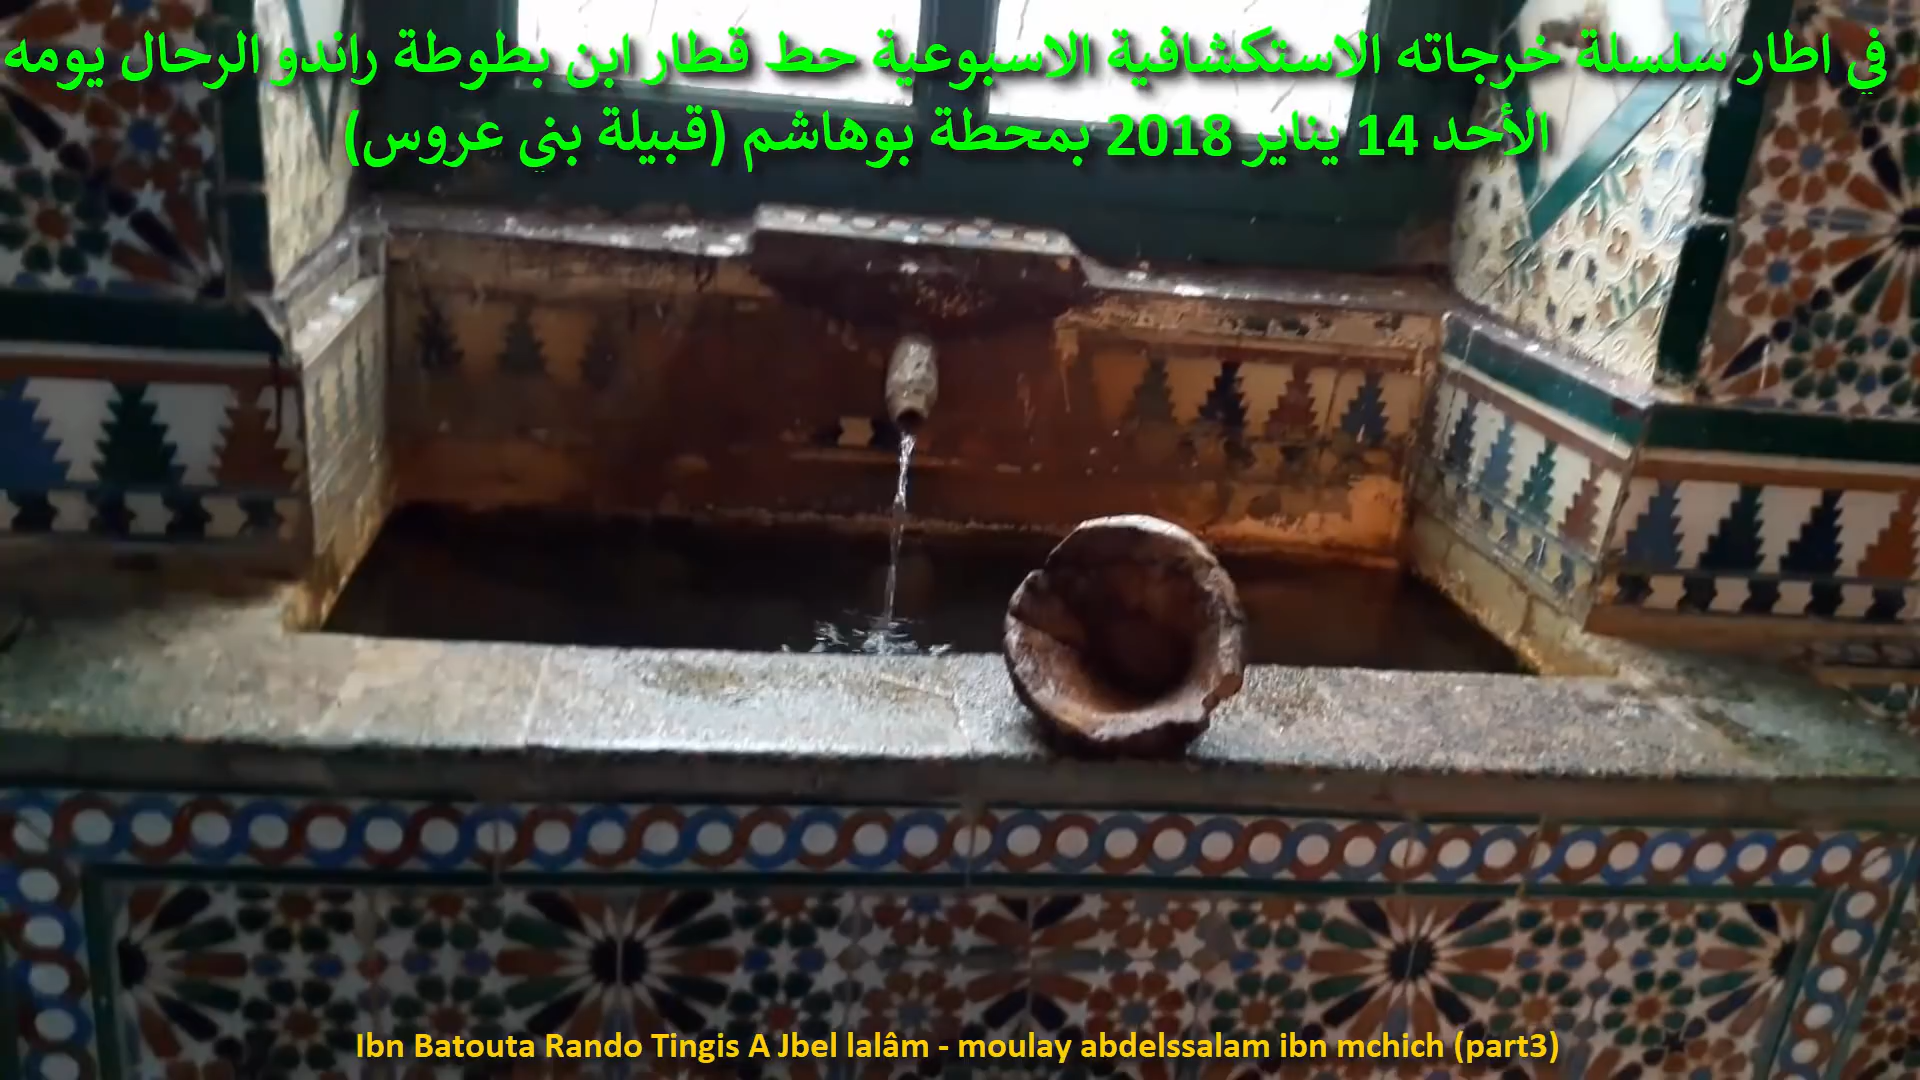 في اطار سلسلة خرجاته الاستكشافية الاسبوعية حط قطار ابن بطوطة راندو الرحال يومه
الأحد 14 يناير 2018 بمحطة بوهاشم (قبيلة بني عروس)
Ibn Batouta Rando Tingis A Jbel lalâm - moulay abdelssalam ibn mchich (part3)